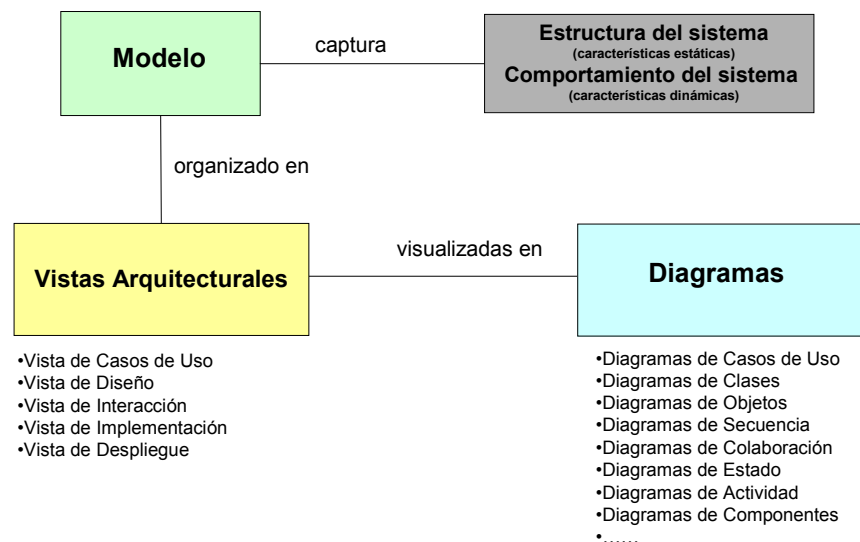 Modelo
captura
Estructura del sistema
(características estáticas)
Comportamiento del sistema
(características dinámicas)
organizado en
Vistas Arquitecturales
visualizadas en
Diagramas
•Vista de Casos de Uso
•Vista de Diseño
•Vista de Interacción
•Vista de Implementación
•Vista de Despliegue
•Diagramas de Casos de Uso
•Diagramas de Clases
•Diagramas de Objetos
•Diagramas de Secuencia
•Diagramas de Colaboración
•Diagramas de Estado
•Diagramas de Actividad
•Diagramas de Componentes
•......